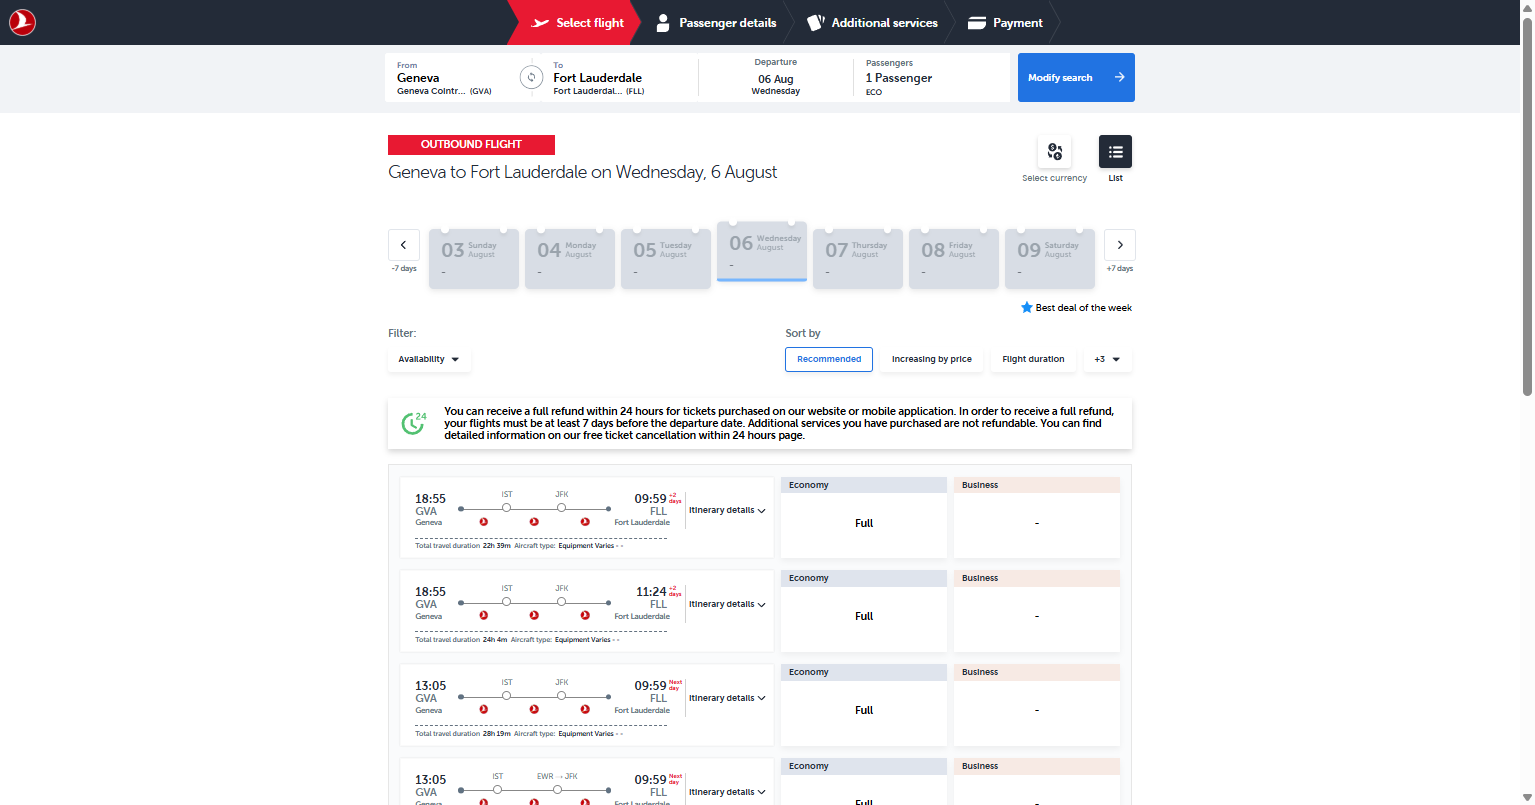 Select flight
Passenger details
Additional services
Payment
From
Geneva
Geneva Cointr... (GVA)
To
Fort Lauderdale
Fort Lauderdal... (FLL)
Departure
06 Aug
Wednesday
Passengers
1 Passenger
ECO
Modify search
OUTBOUND FLIGHT
Geneva to Fort Lauderdale on Wednesday, 6 August
Select currency
List
-7 days
03 Sunday August
-
04 Monday August
-
05 Tuesday August
-
06 Wednesday August
-
07 Thursday August
-
08 Friday August
-
09 Saturday August
-
+7 days
Best deal of the week
Filter:
Availability
Sort by
Recommended
Increasing by price
Flight duration
+3
24
You can receive a full refund within 24 hours for tickets purchased on our website or mobile application. In order to receive a full refund,
your flights must be at least 7 days before the departure date. Additional services you have purchased are not refundable. You can find
detailed information on our free ticket cancellation within 24 hours page.
18:55
GVA
Geneva
IST
JFK
09:59 +2 days
FLL
Fort Lauderdale
Itinerary details
Total travel duration 22h 39m Aircraft type: Equipment Varies - -
Economy
Full
Business
-
18:55
GVA
Geneva
IST
JFK
11:24 +2 days
FLL
Fort Lauderdale
Itinerary details
Total travel duration 24h 4m Aircraft type: Equipment Varies - -
Economy
Full
Business
-
13:05
GVA
Geneva
IST
JFK
09:59 Next day
FLL
Fort Lauderdale
Itinerary details
Total travel duration 28h 19m Aircraft type: Equipment Varies - -
Economy
Full
Business
-
13:05
GVA
Geneva
IST
EWR → JFK
09:59 Next day
FLL
Fort Lauderdale
Itinerary details
Economy
Full
Business
-